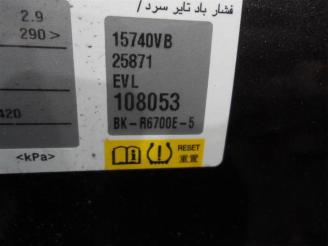 فشار باد تایر سرد/
2.9
290>
15740VB
25871
EVL
108053
BK-R6700E-5
420
<kPa>
RESET
重置